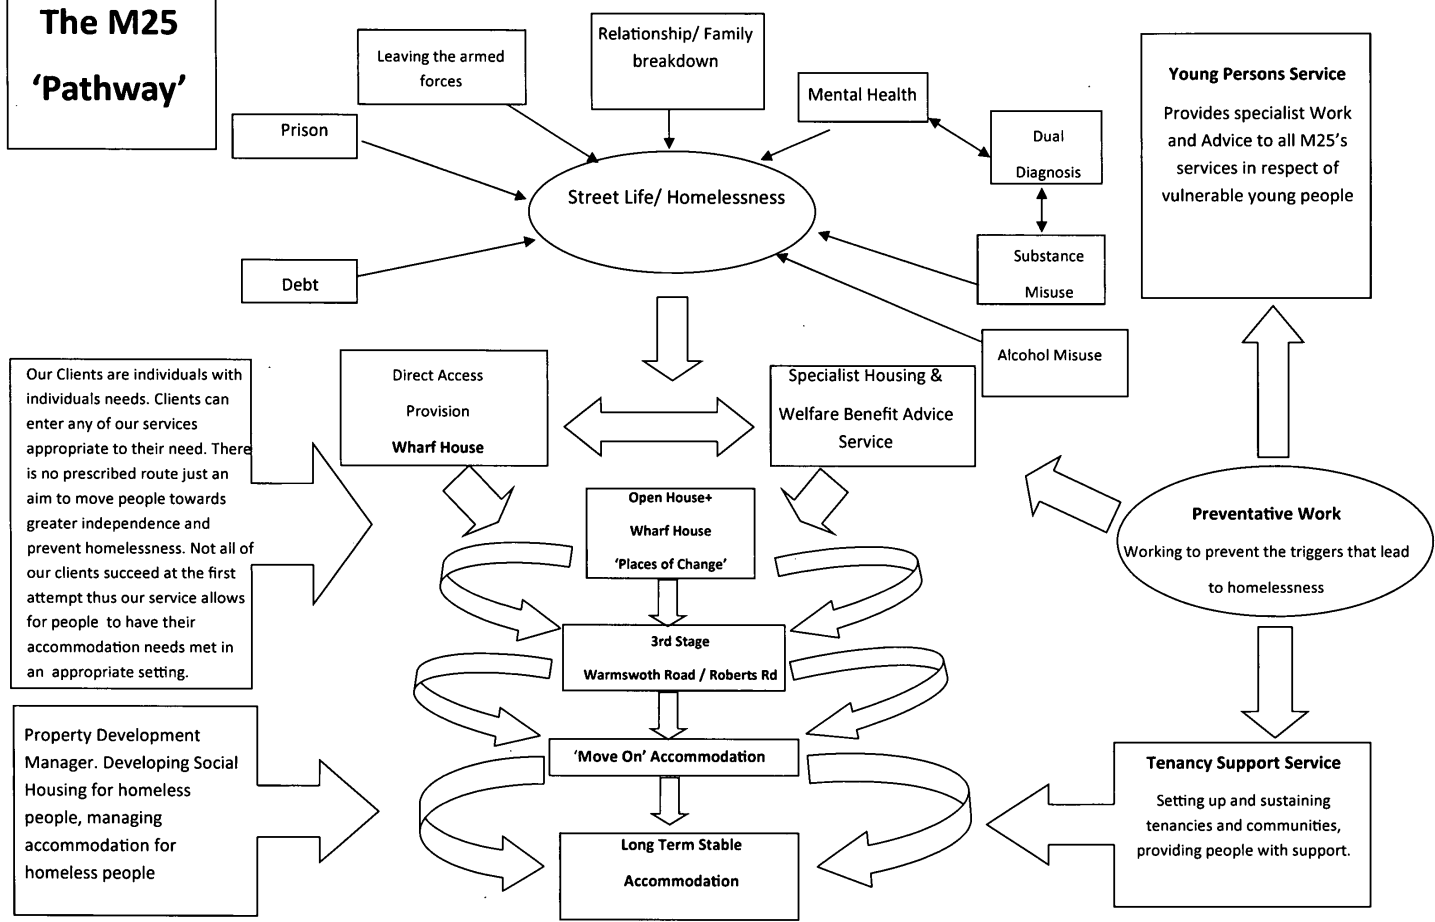 The M25
‘Pathway’
Leaving the armed
forces
Relationship/ Family
breakdown
Mental Health
Prison
Dual
Diagnosis
Young Persons Service
Provides specialist Work
and Advice to all M25’s
services in respect of
vulnerable young people
Street Life/ Homelessness
Debt
Substance
Misuse
Alcohol Misuse
Our Clients are individuals with
individuals needs. Clients can
enter any of our services
appropriate to their need. There
is no prescribed route just an
aim to move people towards
greater independence and
prevent homelessness. Not all of
our clients succeed at the first
attempt thus our service allows
for people to have their
accommodation needs met in
an appropriate setting.
Direct Access
Provision
Wharf House
Specialist Housing &
Welfare Benefit Advice
Service
Open House+
Wharf House
‘Places of Change’
Preventative Work
Working to prevent the triggers that lead
to homelessness
3rd Stage
Warmswoth Road / Roberts Rd
Property Development
Manager. Developing Social
Housing for homeless
people, managing
accommodation for
homeless people
‘Move On’ Accommodation
Tenancy Support Service
Setting up and sustaining
tenancies and communities,
providing people with support.
Long Term Stable
Accommodation